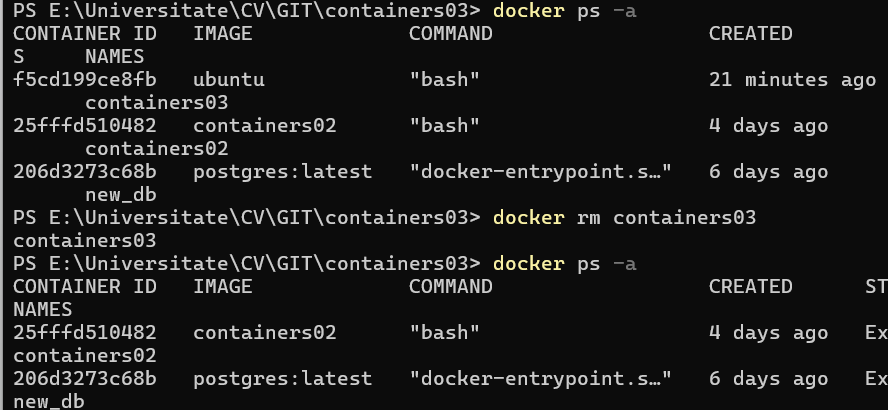 PS E:\Universitate\CV\GIT\containers03> docker ps -a
CONTAINER ID   IMAGE             COMMAND                  CREATED
S      NAMES
f5cd199ce8fb   ubuntu            "bash"                   21 minutes ago
       containers03
25fffd510482   containers02      "bash"                   4 days ago
       containers02
206d3273c68b   postgres:latest   "docker-entrypoint.s…"   6 days ago
       new_db
PS E:\Universitate\CV\GIT\containers03> docker rm containers03
containers03
PS E:\Universitate\CV\GIT\containers03> docker ps -a
CONTAINER ID   IMAGE             COMMAND                  CREATED      ST
NAMES
25fffd510482   containers02      "bash"                   4 days ago   Ex
containers02
206d3273c68b   postgres:latest   "docker-entrypoint.s…"   6 days ago   Ex
new_db